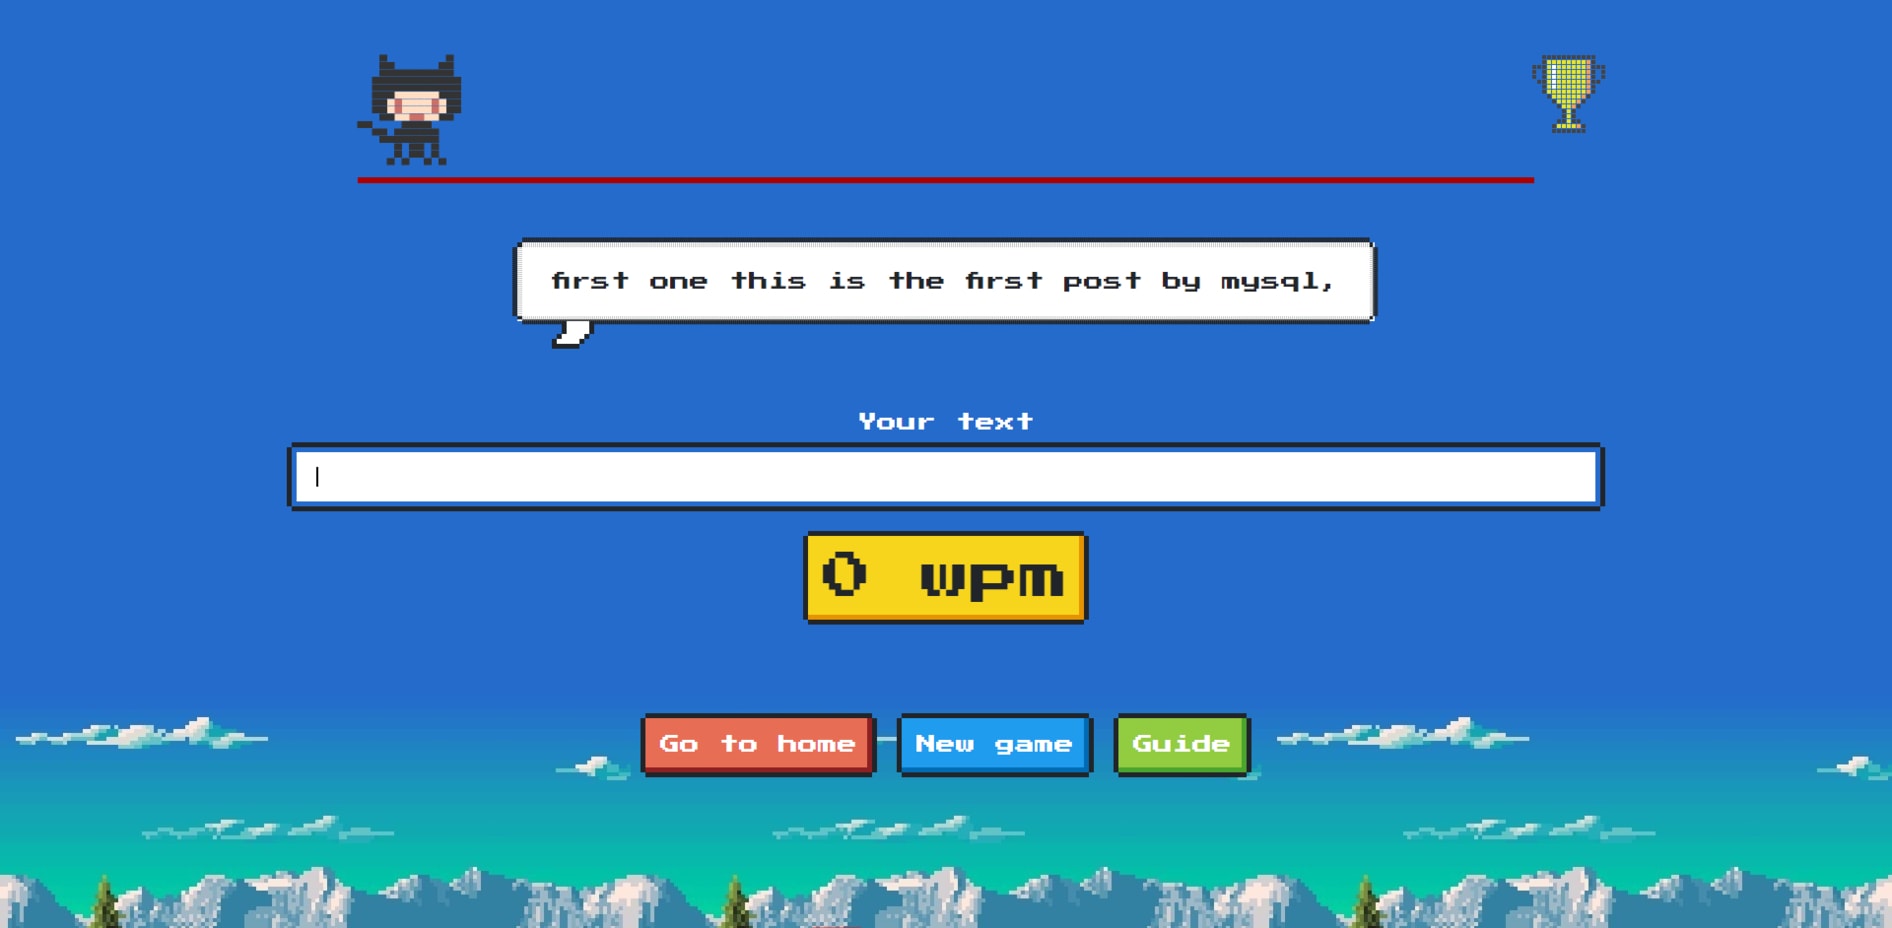 first one this is the first post by mysql,
Your text
0 wpm
Go to home
New game
Guide